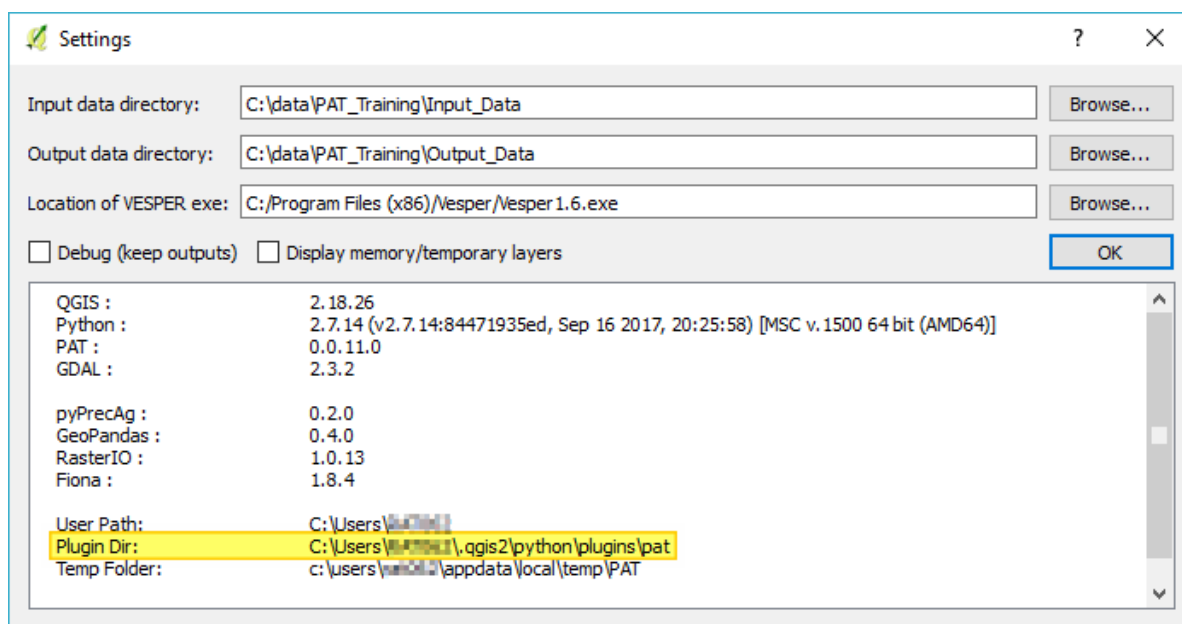 Settings
?
Input data directory: C:\data\PAT_Training\Input_Data Browse...
Output data directory: C:\data\PAT_Training\Output_Data Browse...
Location of VESPER exe: C:/Program Files (x86)/Vesper/Vesper1.6.exe Browse...
Debug (keep outputs) Display memory/temporary layers OK
QGIS : 2.18.26
Python : 2.7.14 (v2.7.14:84471935ed, Sep 16 2017, 20:25:58) [MSC v.1500 64 bit (AMD64)]
PAT : 0.0.11.0
GDAL : 2.3.2
pyPrecAg : 0.2.0
GeoPandas : 0.4.0
RasterIO : 1.0.13
Fiona : 1.8.4
User Path: C:\Users\
Plugin Dir: C:\Users\ \.qgis2\python\plugins\pat
Temp Folder: c:\users\ \appdata\local\temp\PAT